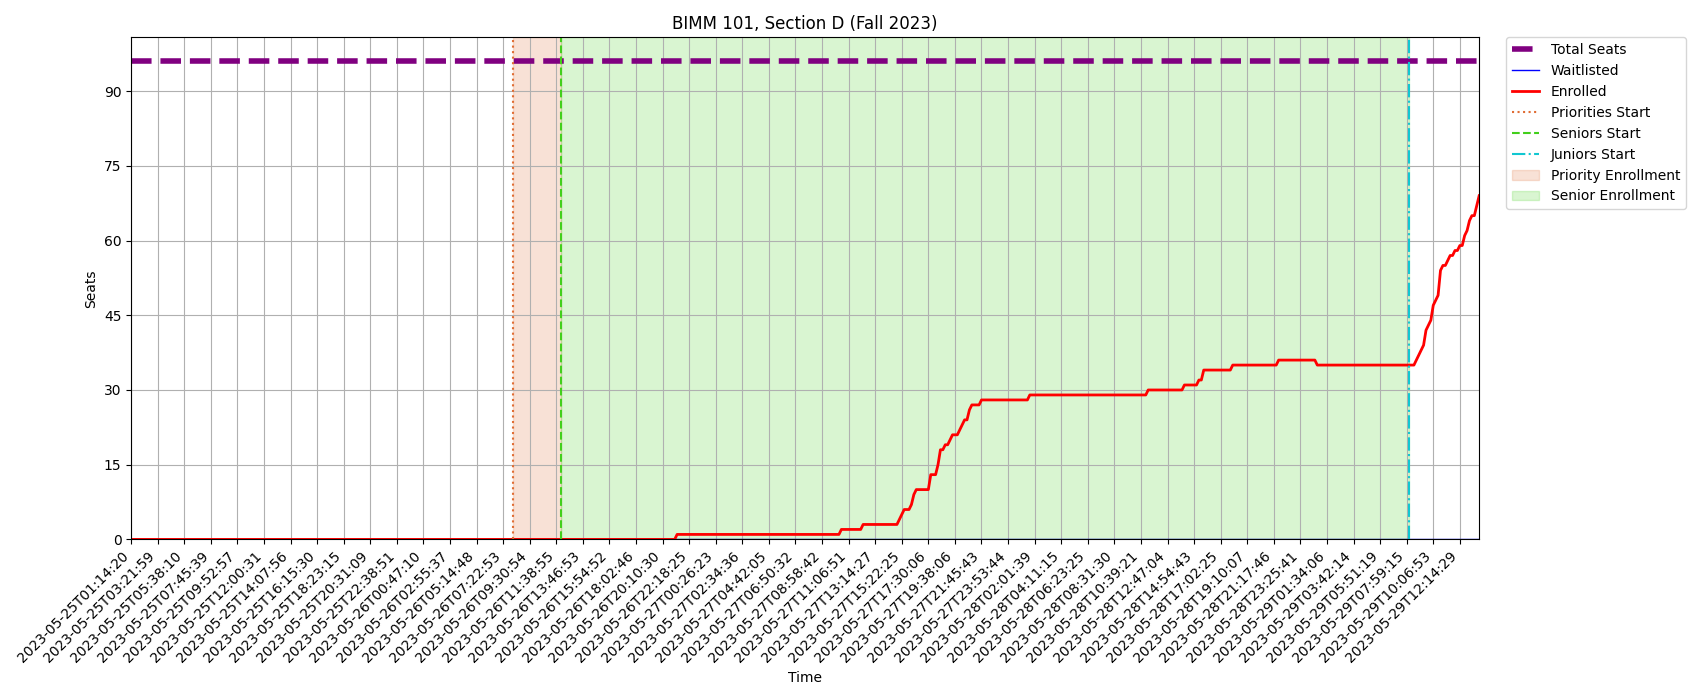 BIMM 101, Section D (Fall 2023)
Total Seats
Waitlisted
Enrolled
Priorities Start
Seniors Start
Juniors Start
Priority Enrollment
Senior Enrollment
Seats
90
75
60
45
30
15
0
2023-05-25T01:14:20
2023-05-25T03:21:59
2023-05-25T05:38:10
2023-05-25T07:45:39
2023-05-25T09:52:57
2023-05-25T12:00:31
2023-05-25T14:07:56
2023-05-25T16:15:30
2023-05-25T18:23:15
2023-05-25T20:31:09
2023-05-25T22:38:51
2023-05-26T00:47:10
2023-05-26T02:55:37
2023-05-26T05:14:48
2023-05-26T07:22:53
2023-05-26T09:30:54
2023-05-26T11:38:55
2023-05-26T13:46:53
2023-05-26T15:54:52
2023-05-26T18:02:46
2023-05-26T20:10:30
2023-05-26T22:18:25
2023-05-27T00:26:23
2023-05-27T02:34:36
2023-05-27T04:42:05
2023-05-27T06:50:32
2023-05-27T08:58:42
2023-05-27T11:06:51
2023-05-27T13:14:27
2023-05-27T15:22:25
2023-05-27T17:30:06
2023-05-27T19:38:06
2023-05-27T21:45:43
2023-05-27T23:53:44
2023-05-28T02:01:39
2023-05-28T04:11:15
2023-05-28T06:23:25
2023-05-28T08:31:30
2023-05-28T10:39:21
2023-05-28T12:47:04
2023-05-28T14:54:43
2023-05-28T17:02:25
2023-05-28T19:10:07
2023-05-28T21:17:46
2023-05-28T23:25:41
2023-05-29T01:34:06
2023-05-29T03:42:14
2023-05-29T05:51:19
2023-05-29T07:59:15
2023-05-29T10:06:53
2023-05-29T12:14:29
Time